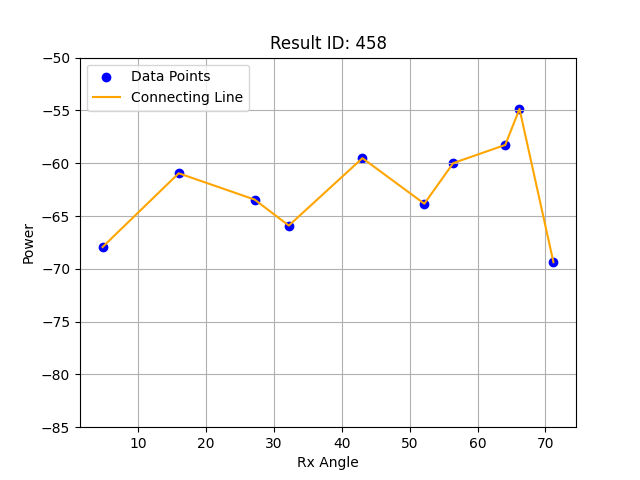 Result ID: 458
Data Points
Connecting Line
Power
−50
−55
−60
−65
−70
−75
−80
−85
10 20 30 40 50 60 70
Rx Angle